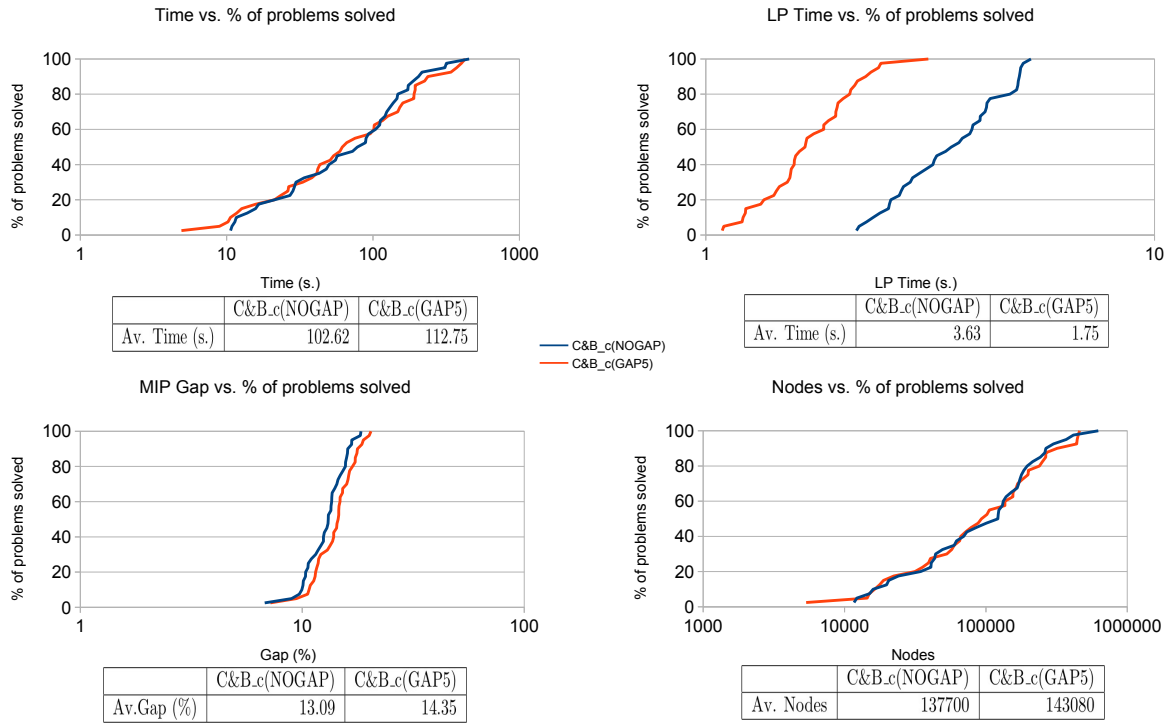 Time vs. % of problems solved
% of problems solved
100
80
60
40
20
0
1 10 100 1000
Time (s.)
C&B_c(NOGAP) C&B_c(GAP5)
Av. Time (s.) 102.62 112.75
LP Time vs. % of problems solved
% of problems solved
100
80
60
40
20
0
1 10
LP Time (s.)
C&B_c(NOGAP) C&B_c(GAP5)
Av. Time (s.) 3.63 1.75
C&B_c(NOGAP)
C&B_c(GAP5)
MIP Gap vs. % of problems solved
% of problems solved
100
80
60
40
20
0
1 10 100
Gap (%)
C&B_c(NOGAP) C&B_c(GAP5)
Av.Gap (%) 13.09 14.35
Nodes vs. % of problems solved
% of problems solved
100
80
60
40
20
0
1000 10000 100000 1000000
Nodes
C&B_c(NOGAP) C&B_c(GAP5)
Av. Nodes 137700 143080